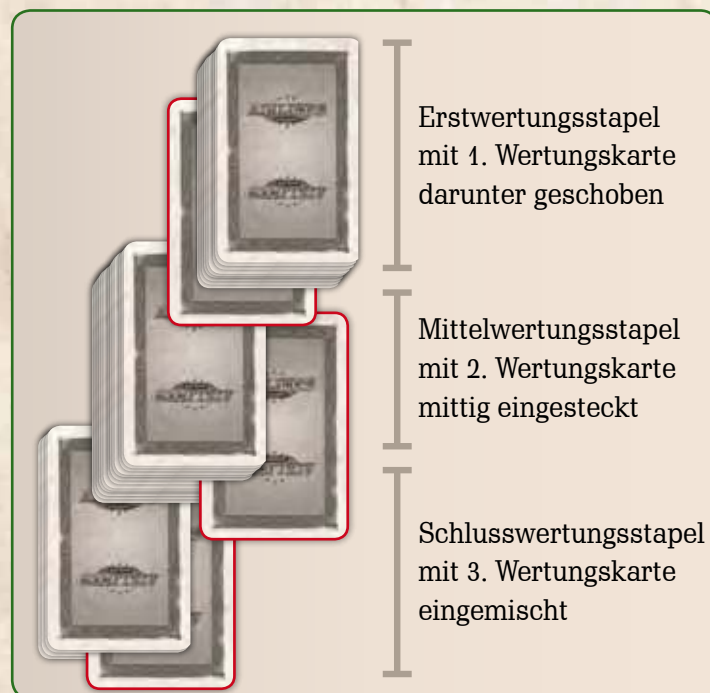 Erstwertungsstapel
mit 1. Wertungskarte
darunter geschoben
Mittelwertungsstapel
mit 2. Wertungskarte
mittig eingesteckt
Schlusswertungsstapel
mit 3. Wertungskarte
eingemischt